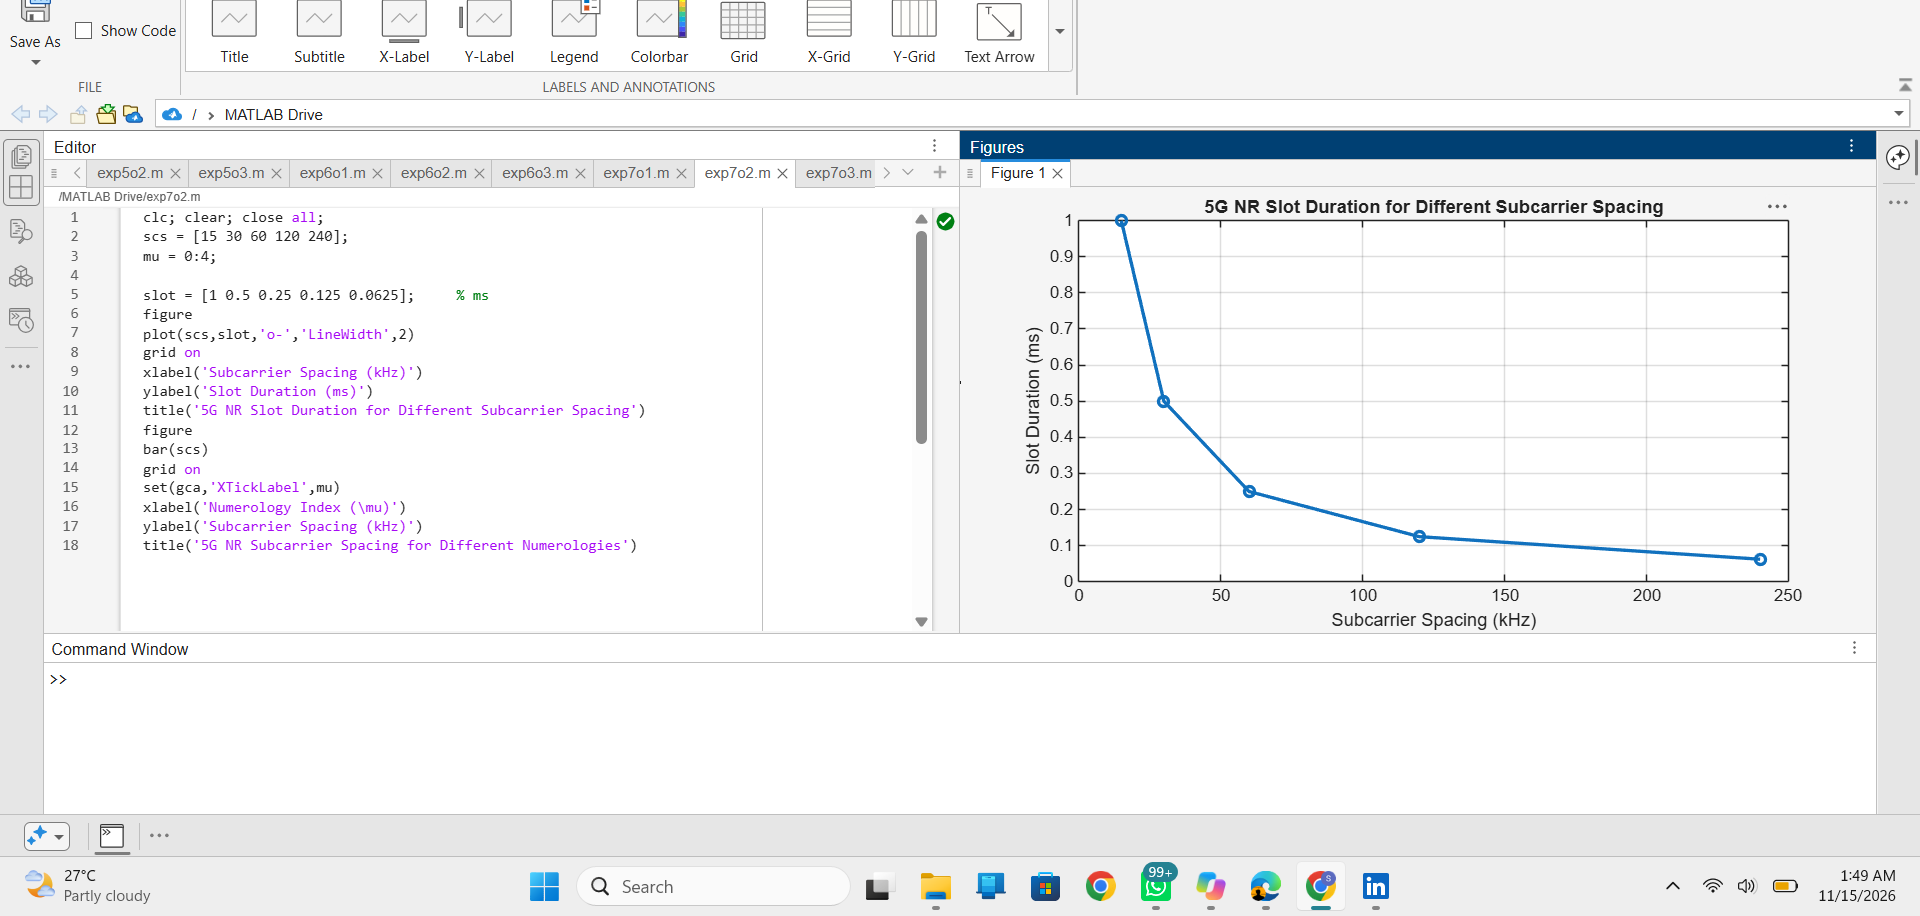 Save As
Show Code
Title
Subtitle
X-Label
Y-Label
Legend
Colorbar
Grid
X-Grid
Y-Grid
Text Arrow
FILE
LABELS AND ANNOTATIONS
/ › MATLAB Drive
Editor
exp5o2.m
exp5o3.m
exp6o1.m
exp6o2.m
exp6o3.m
exp7o1.m
exp7o2.m
exp7o3.m
/MATLAB Drive/exp7o2.m
1 clc; clear; close all;
2 scs = [15 30 60 120 240];
3 mu = 0:4;
4
5 slot = [1 0.5 0.25 0.125 0.0625]; % ms
6 figure
7 plot(scs,slot,'o-','LineWidth',2)
8 grid on
9 xlabel('Subcarrier Spacing (kHz)')
10 ylabel('Slot Duration (ms)')
11 title('5G NR Slot Duration for Different Subcarrier Spacing')
12 figure
13 bar(scs)
14 grid on
15 set(gca,'XTickLabel',mu)
16 xlabel('Numerology Index (\mu)')
17 ylabel('Subcarrier Spacing (kHz)')
18 title('5G NR Subcarrier Spacing for Different Numerologies')
Figures
Figure 1
5G NR Slot Duration for Different Subcarrier Spacing
Slot Duration (ms)
1
0.9
0.8
0.7
0.6
0.5
0.4
0.3
0.2
0.1
0
0 50 100 150 200 250
Subcarrier Spacing (kHz)
Command Window
>>
27°C
Partly cloudy
Search
99+
S
in
1:49 AM
11/15/2026